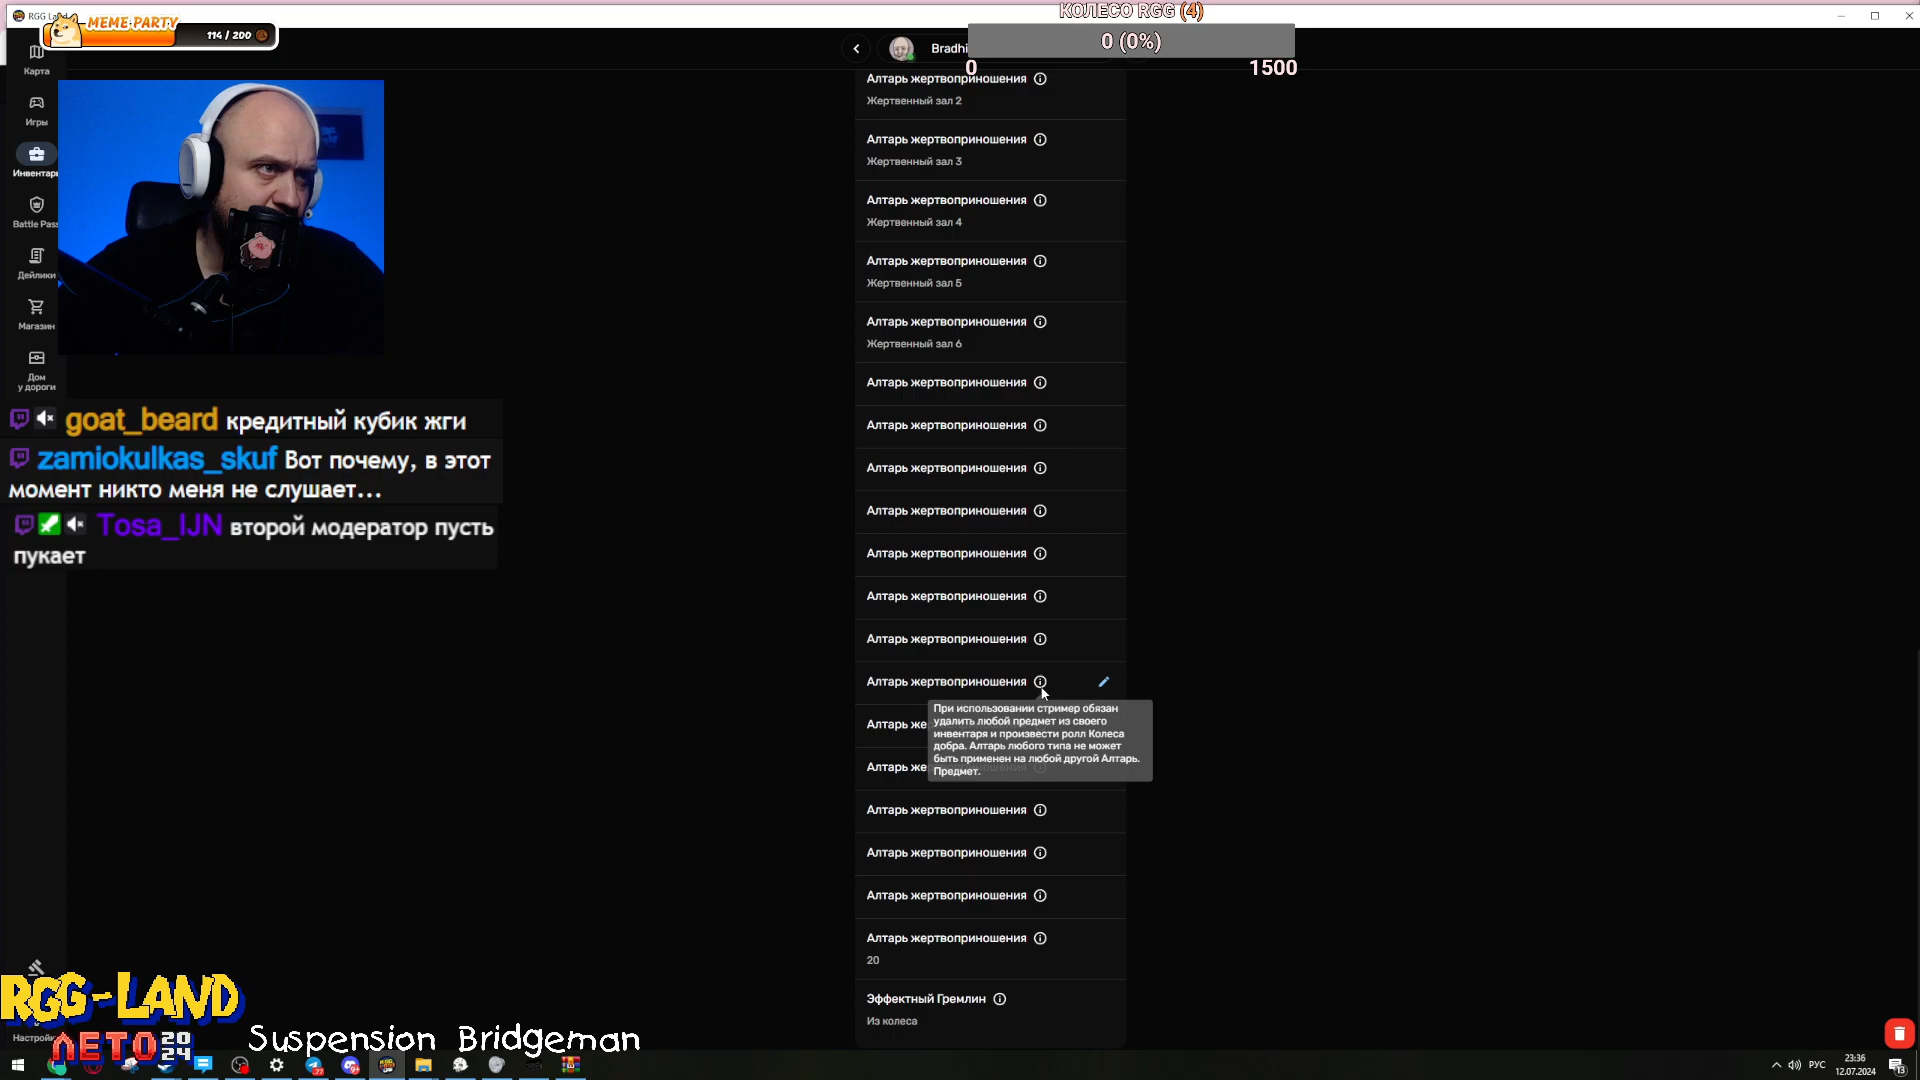 RGG Land
MEME PARTY
114 / 200
КОЛЕСО RGG (4)
0 (0%)
0
1500
Bradhi
Карта
Игры
Инвентарь
Battle Pass
Дейлики
Магазин
Дом
у дороги
goat_beard кредитный кубик жги
zamiokulkas_skuf Вот почему, в этот
момент никто меня не слушает...
Tosa_IJN второй модератор пусть
пукает
Алтарь жертвоприношения
Жертвенный зал 2
Алтарь жертвоприношения
Жертвенный зал 3
Алтарь жертвоприношения
Жертвенный зал 4
Алтарь жертвоприношения
Жертвенный зал 5
Алтарь жертвоприношения
Жертвенный зал 6
Алтарь жертвоприношения
Алтарь жертвоприношения
Алтарь жертвоприношения
Алтарь жертвоприношения
Алтарь жертвоприношения
Алтарь жертвоприношения
Алтарь жертвоприношения
Алтарь жертвоприношения
При использовании стример обязан
удалить любой предмет из своего
инвентаря и произвести ролл Колеса
добра. Алтарь любого типа не может
быть применен на любой другой Алтарь.
Предмет.
Алтарь же
Алтарь же
Алтарь жертвоприношения
Алтарь жертвоприношения
Алтарь жертвоприношения
Алтарь жертвоприношения
20
Эффектный Гремлин
Из колеса
RGG-LAND
ЛЕТО 2024
Настройки
Suspension Bridgeman
РУС
23:36
12.07.2024
13